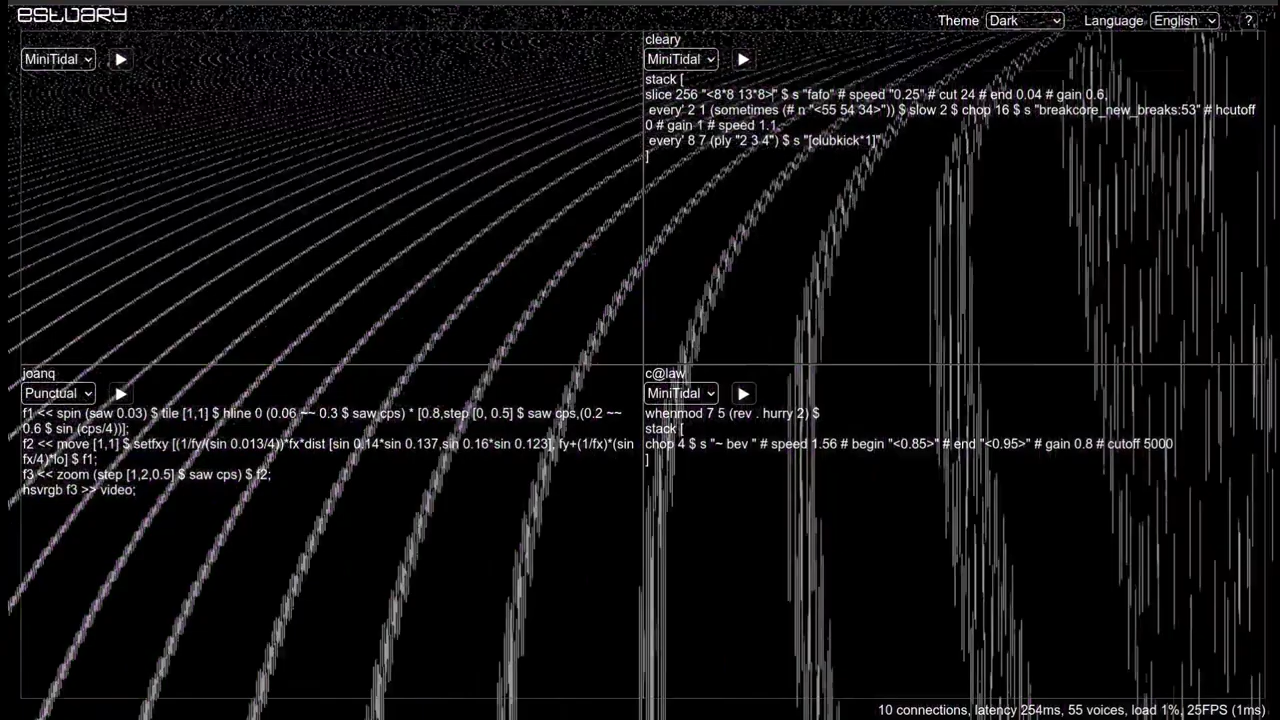 estuary
Theme Dark Language English ?
MiniTidal
cleary
MiniTidal
stack [
slice 256 "<8*8 13*8>" $ s "fafo" # speed "0.25" # cut 24 # end 0.04 # gain 0.6,
every' 2 1 (sometimes (# n "<55 54 34>")) $ slow 2 $ chop 16 $ s "breakcore_new_breaks:53" # hcutoff
0 # gain 1 # speed 1.1,
every' 8 7 (ply "2 3 4") $ s "[clubkick*1]"
]
joanq
Punctual
f1 << spin (saw 0.03) $ tile [1,1] $ hline 0 (0.06 ~~ 0.3 $ saw cps) * [0.8,step [0, 0.5] $ saw cps,(0.2 ~~
0.6 $ sin (cps/4))];
f2 << move [1,1] $ setfxy [(1/fy/(sin 0.013/4))*fx*dist [sin 0.14*sin 0.137,sin 0.16*sin 0.123], fy+(1/fx)*(sin
fx/4)*lo] $ f1;
f3 << zoom (step [1,2,0.5] $ saw cps) $ f2;
hsvrgb f3 >> video;
c@law
MiniTidal
whenmod 7 5 (rev . hurry 2) $
stack [
chop 4 $ s "~ bev " # speed 1.56 # begin "<0.85>" # end "<0.95>" # gain 0.8 # cutoff 5000
]
10 connections, latency 254ms, 55 voices, load 1%, 25FPS (1ms)